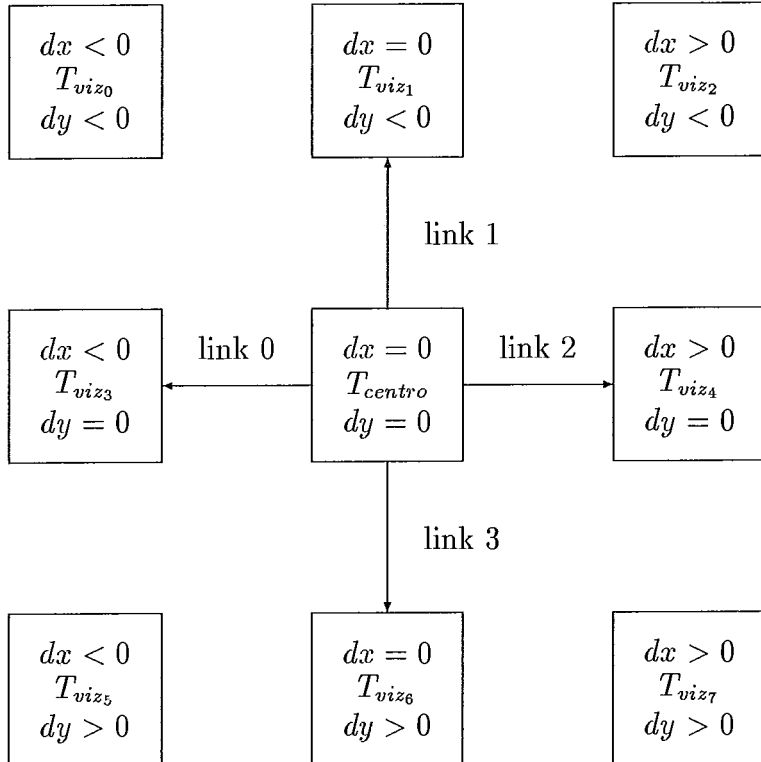 dx < 0
T_{viz_0}
dy < 0
dx = 0
T_{viz_1}
dy < 0
dx > 0
T_{viz_2}
dy < 0
link 1
dx < 0
T_{viz_3}
dy = 0
link 0
dx = 0
T_{centro}
dy = 0
link 2
dx > 0
T_{viz_4}
dy = 0
link 3
dx < 0
T_{viz_5}
dy > 0
dx = 0
T_{viz_6}
dy > 0
dx > 0
T_{viz_7}
dy > 0